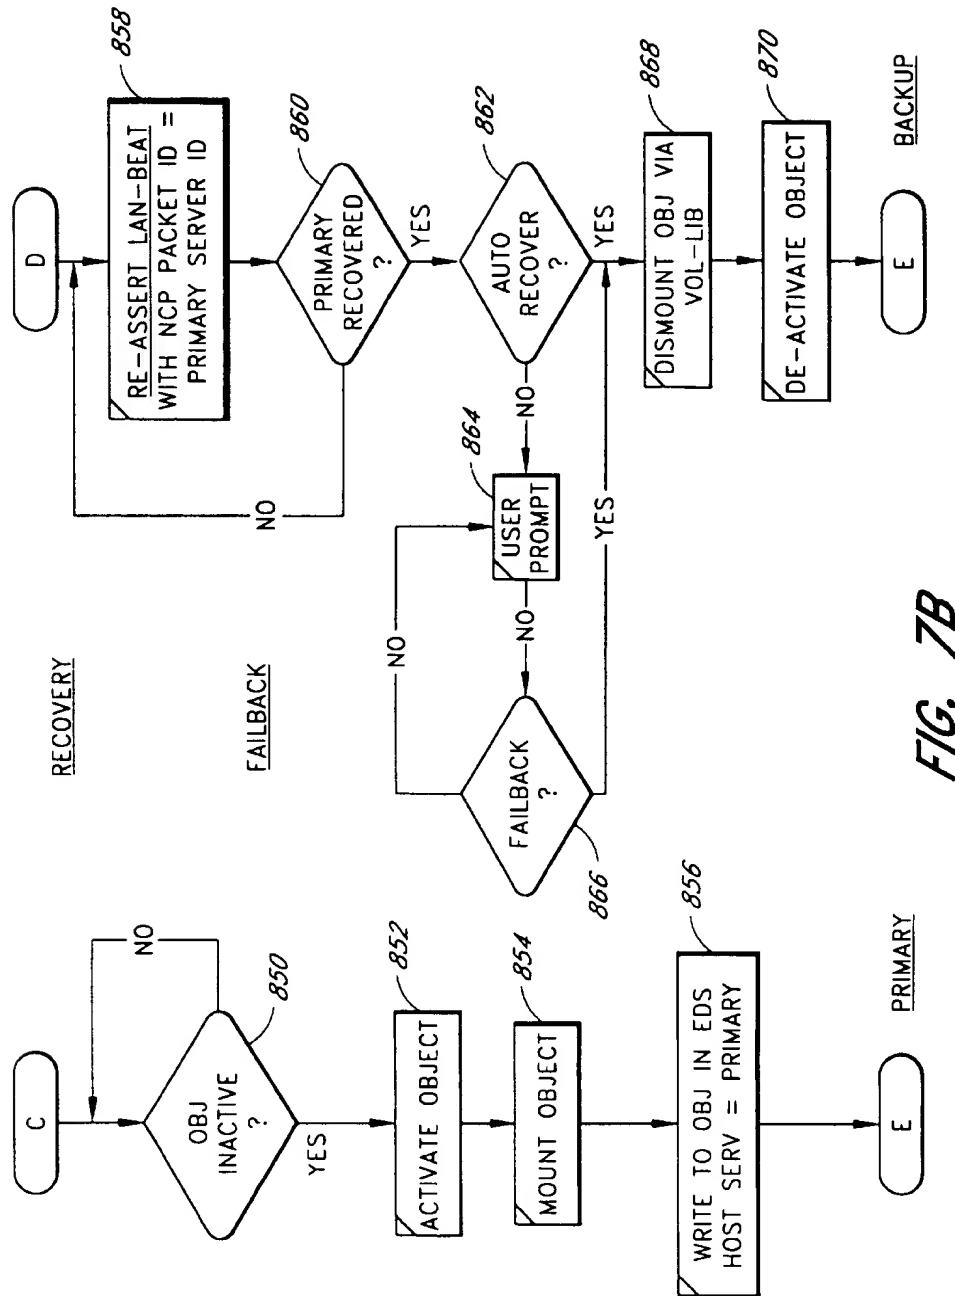 RECOVERY
FAILBACK
C
OBJ
INACTIVE
?
850
NO
YES
ACTIVATE OBJECT
852
MOUNT OBJECT
854
WRITE TO OBJ IN EDS
HOST SERV = PRIMARY
856
E
PRIMARY
D
RE-ASSERT LAN-BEAT
WITH NCP PACKET ID =
PRIMARY SERVER ID
858
PRIMARY
RECOVERED
?
860
NO
YES
AUTO
RECOVER
?
862
NO
YES
USER
PROMPT
864
NO
FAILBACK
?
866
NO
YES
DISMOUNT OBJ VIA
VOL-LIB
868
DE-ACTIVATE OBJECT
870
E
BACKUP
FIG. 7B